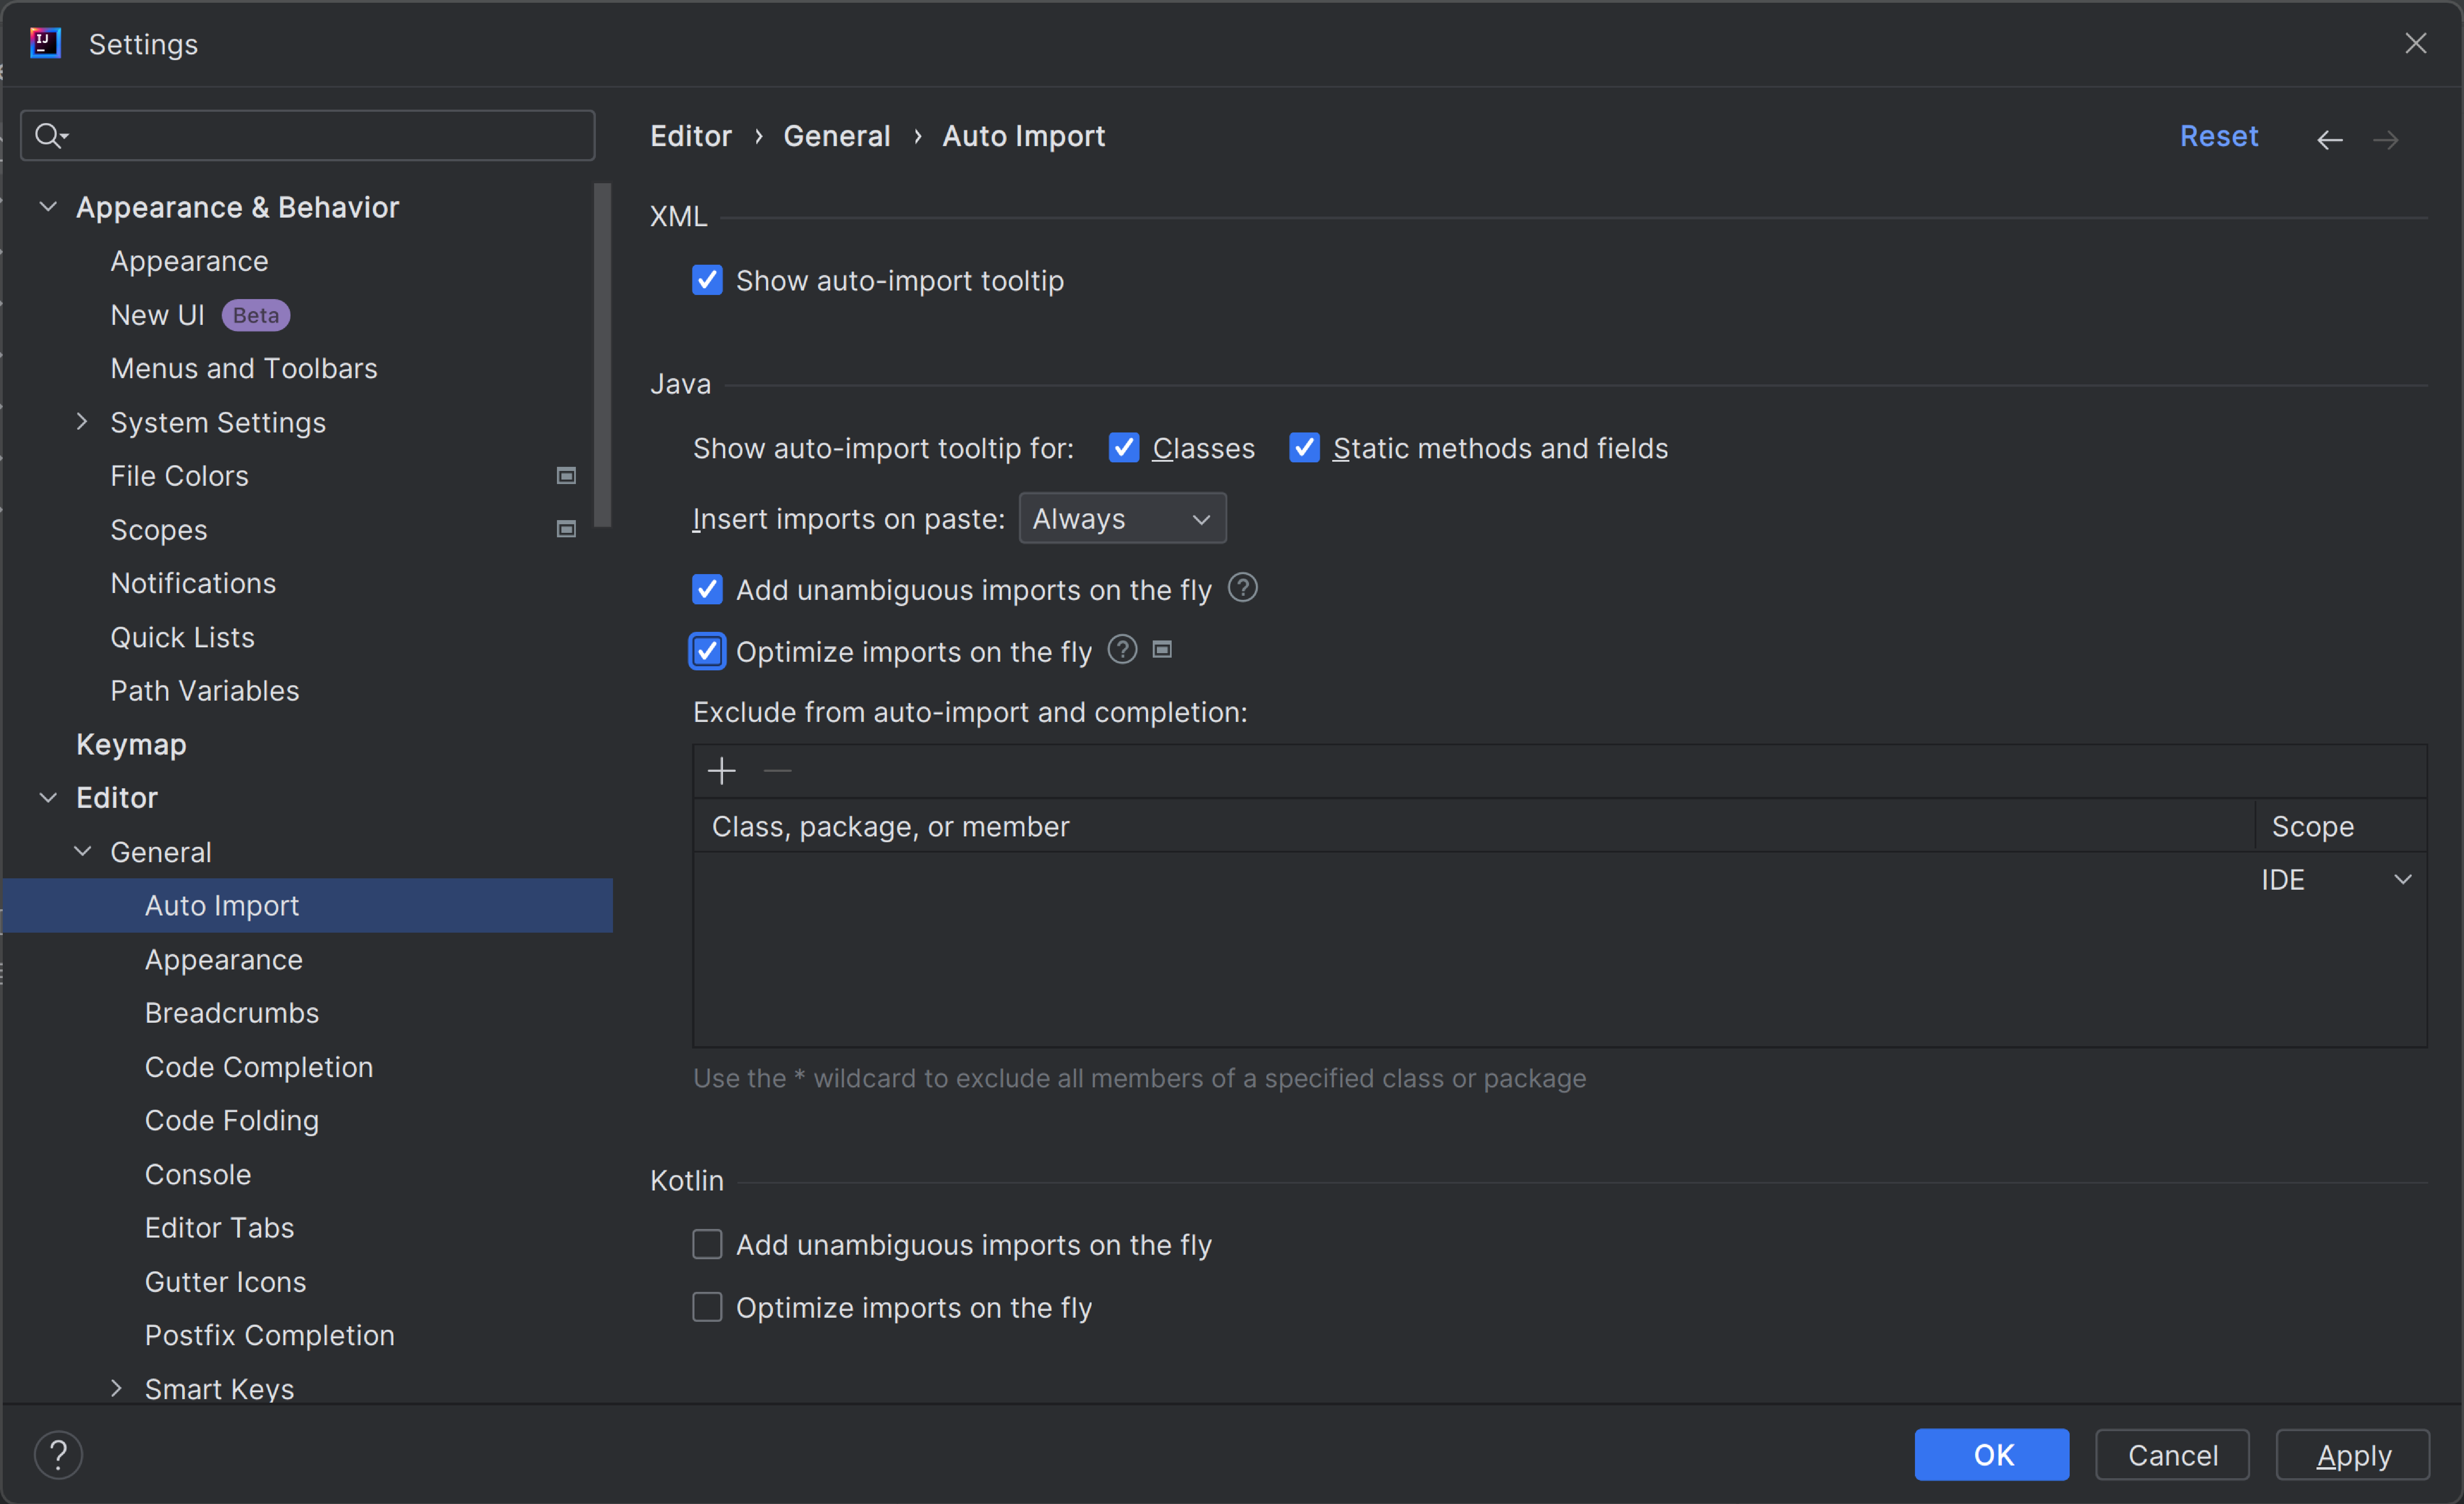 Settings
Appearance & Behavior
Appearance
New UI Beta
Menus and Toolbars
System Settings
File Colors
Scopes
Notifications
Quick Lists
Path Variables
Keymap
Editor
General
Auto Import
Appearance
Breadcrumbs
Code Completion
Code Folding
Console
Editor Tabs
Gutter Icons
Postfix Completion
Smart Keys
Editor › General › Auto Import
Reset
XML
Show auto-import tooltip
Java
Show auto-import tooltip for: Classes Static methods and fields
Insert imports on paste: Always
Add unambiguous imports on the fly ?
Optimize imports on the fly ?
Exclude from auto-import and completion:
Class, package, or member Scope
IDE
Use the * wildcard to exclude all members of a specified class or package
Kotlin
Add unambiguous imports on the fly
Optimize imports on the fly
? OK Cancel Apply